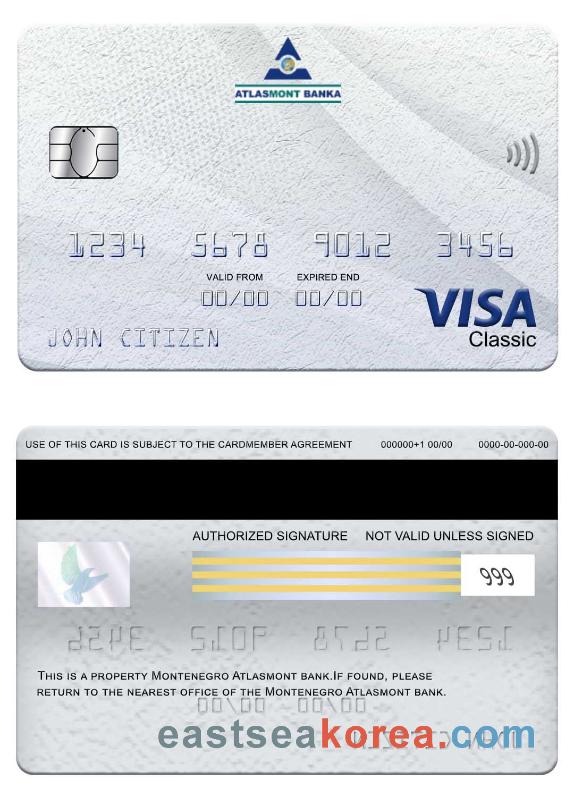 ATLASMONT BANKA
1234 5678 9012 3456
VALID FROM EXPIRED END
00/00 00/00
VISA
JOHN CITIZEN
Classic
USE OF THIS CARD IS SUBJECT TO THE CARDMEMBER AGREEMENT 000000+1 00/00 0000-00-000-00
AUTHORIZED SIGNATURE NOT VALID UNLESS SIGNED
999
THIS IS A PROPERTY MONTENEGRO ATLASMONT BANK.IF FOUND, PLEASE
RETURN TO THE NEAREST OFFICE OF THE MONTENEGRO ATLASMONT BANK.
eastseakorea.com